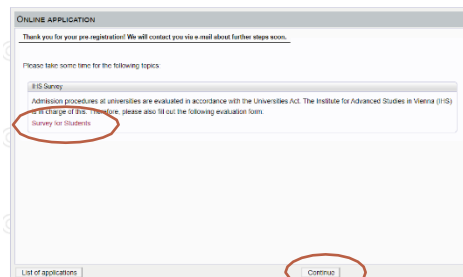 ONLINE APPLICATION
Thank you for your pre-registration! We will contact you via e-mail about further steps soon.
Please take some time for the following topics:
IHS Survey
Admission procedures at universities are evaluated in accordance with the Universities Act. The Institute for Advanced Studies in Vienna (IHS)
is in charge of this. Therefore, please also fill out the following evaluation form.
Survey for Students
List of applications
Continue